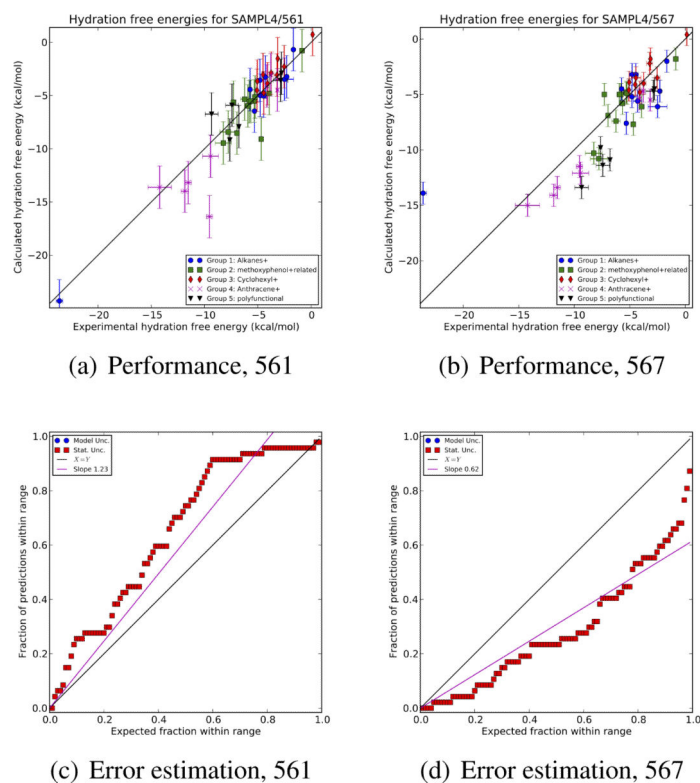 Hydration free energies for SAMPL4/561
Calculated hydration free energy (kcal/mol)
0
−5
−10
−15
−20
Group 1: Alkanes+
Group 2: methoxyphenol+related
Group 3: Cyclohexyl+
Group 4: Anthracene+
Group 5: polyfunctional
−20 −15 −10 −5 0
Experimental hydration free energy (kcal/mol)
(a) Performance, 561
Hydration free energies for SAMPL4/567
Calculated hydration free energy (kcal/mol)
0
−5
−10
−15
−20
Group 1: Alkanes+
Group 2: methoxyphenol+related
Group 3: Cyclohexyl+
Group 4: Anthracene+
Group 5: polyfunctional
−20 −15 −10 −5 0
Experimental hydration free energy (kcal/mol)
(b) Performance, 567
Fraction of predictions within range
1.0
0.8
0.6
0.4
0.2
0.0
Model Unc.
Stat. Unc.
X=Y
Slope 1.23
0.0 0.2 0.4 0.6 0.8 1.0
Expected fraction within range
(c) Error estimation, 561
Fraction of predictions within range
1.0
0.8
0.6
0.4
0.2
0.0
Model Unc.
Stat. Unc.
X=Y
Slope 0.62
0.0 0.2 0.4 0.6 0.8 1.0
Expected fraction within range
(d) Error estimation, 567